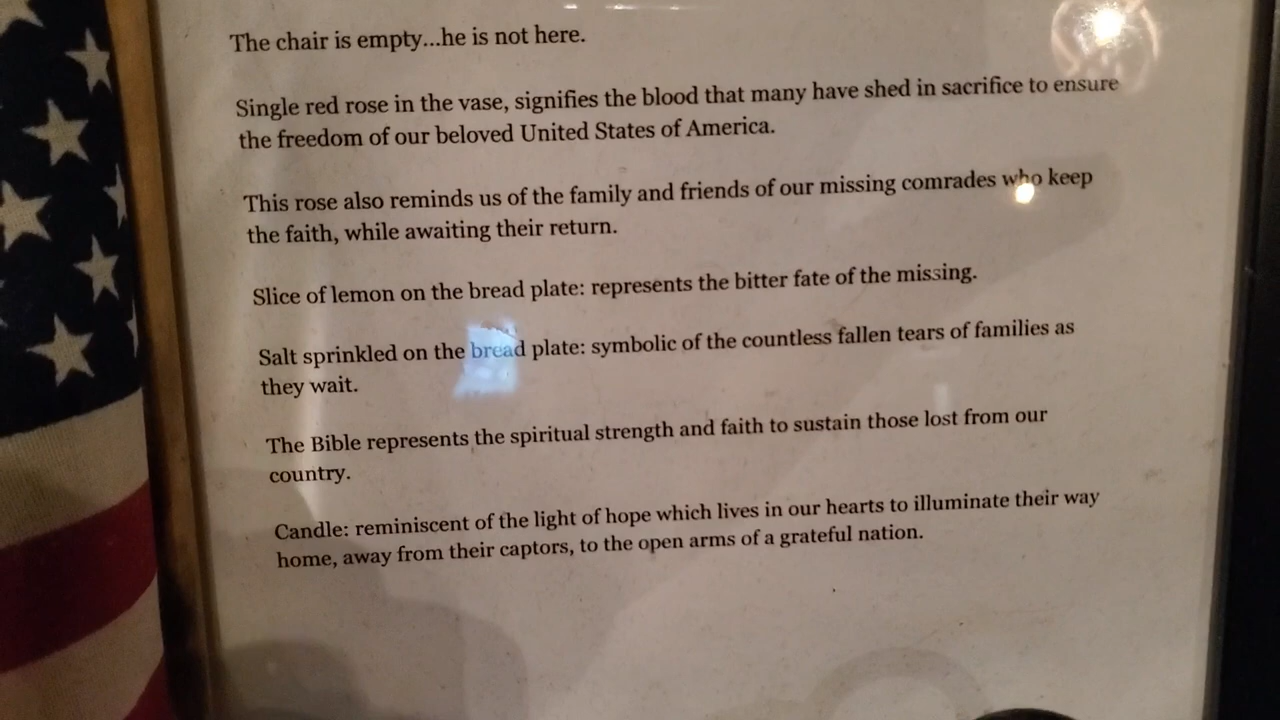 The chair is empty...he is not here.
Single red rose in the vase, signifies the blood that many have shed in sacrifice to ensure
the freedom of our beloved United States of America.
This rose also reminds us of the family and friends of our missing comrades who keep
the faith, while awaiting their return.
Slice of lemon on the bread plate: represents the bitter fate of the missing.
Salt sprinkled on the bread plate: symbolic of the countless fallen tears of families as
they wait.
The Bible represents the spiritual strength and faith to sustain those lost from our
country.
Candle: reminiscent of the light of hope which lives in our hearts to illuminate their way
home, away from their captors, to the open arms of a grateful nation.